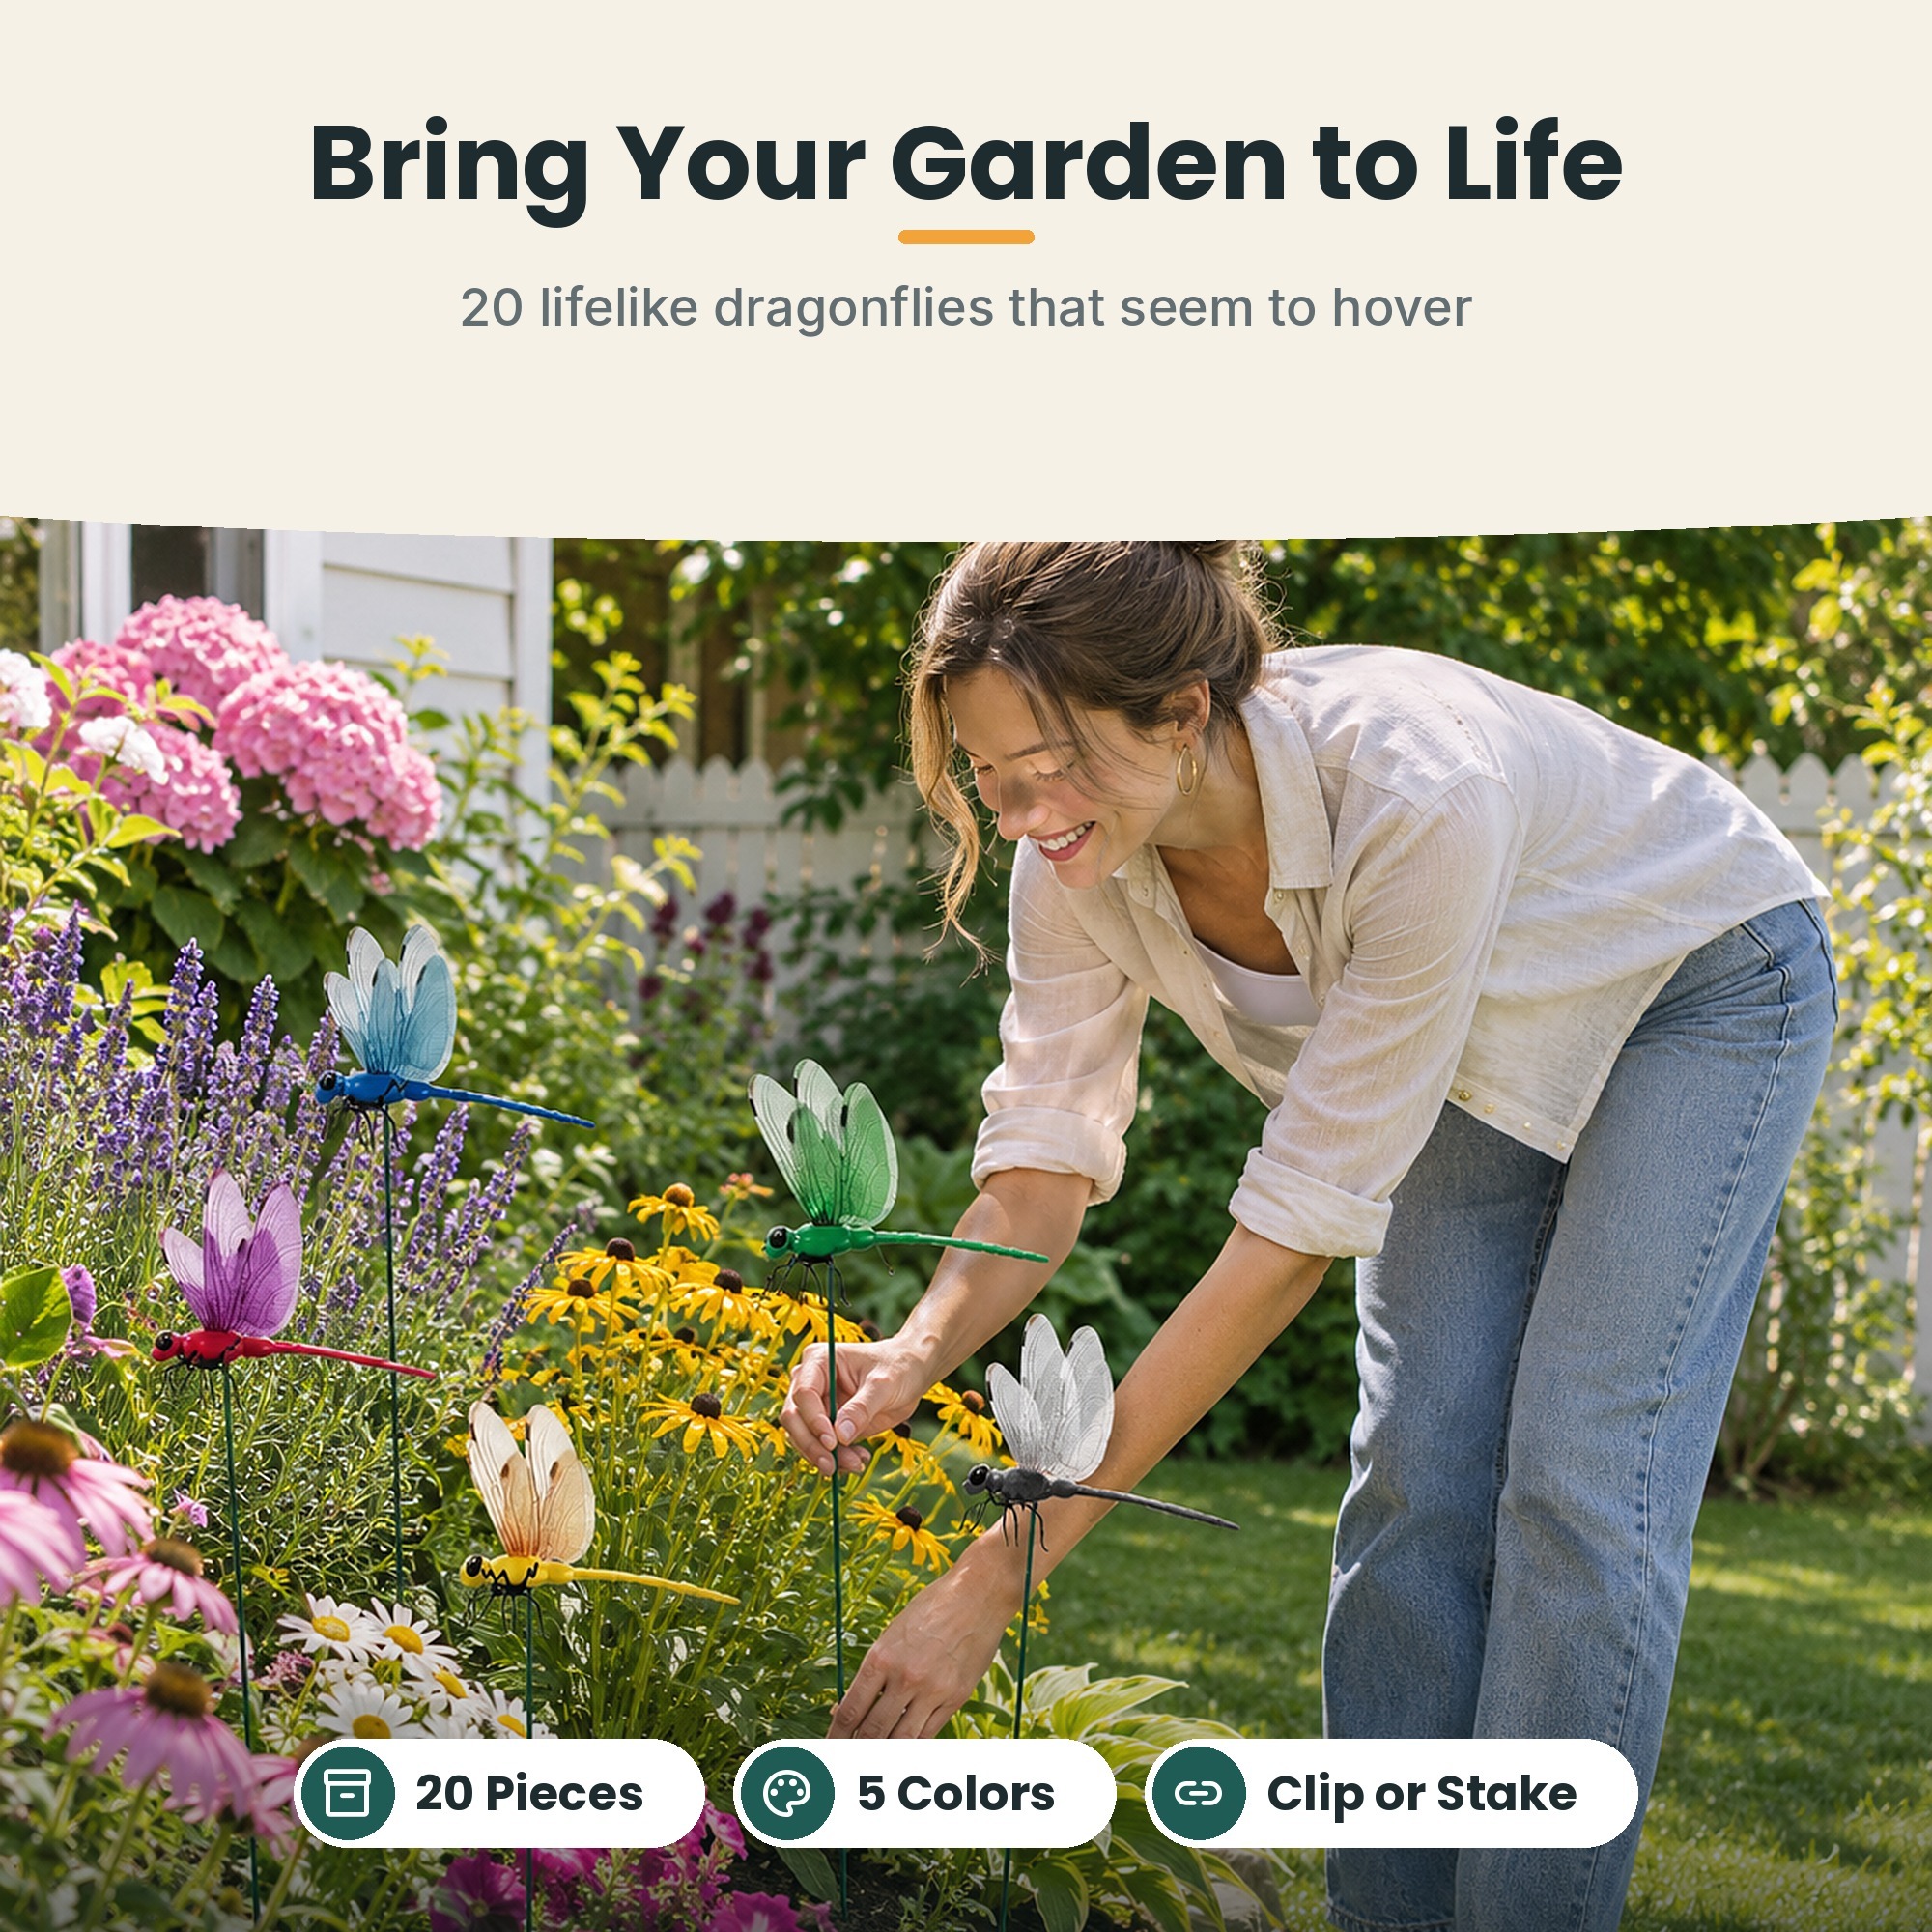 Bring Your Garden to Life
20 lifelike dragonflies that seem to hover
20 Pieces
5 Colors
Clip or Stake